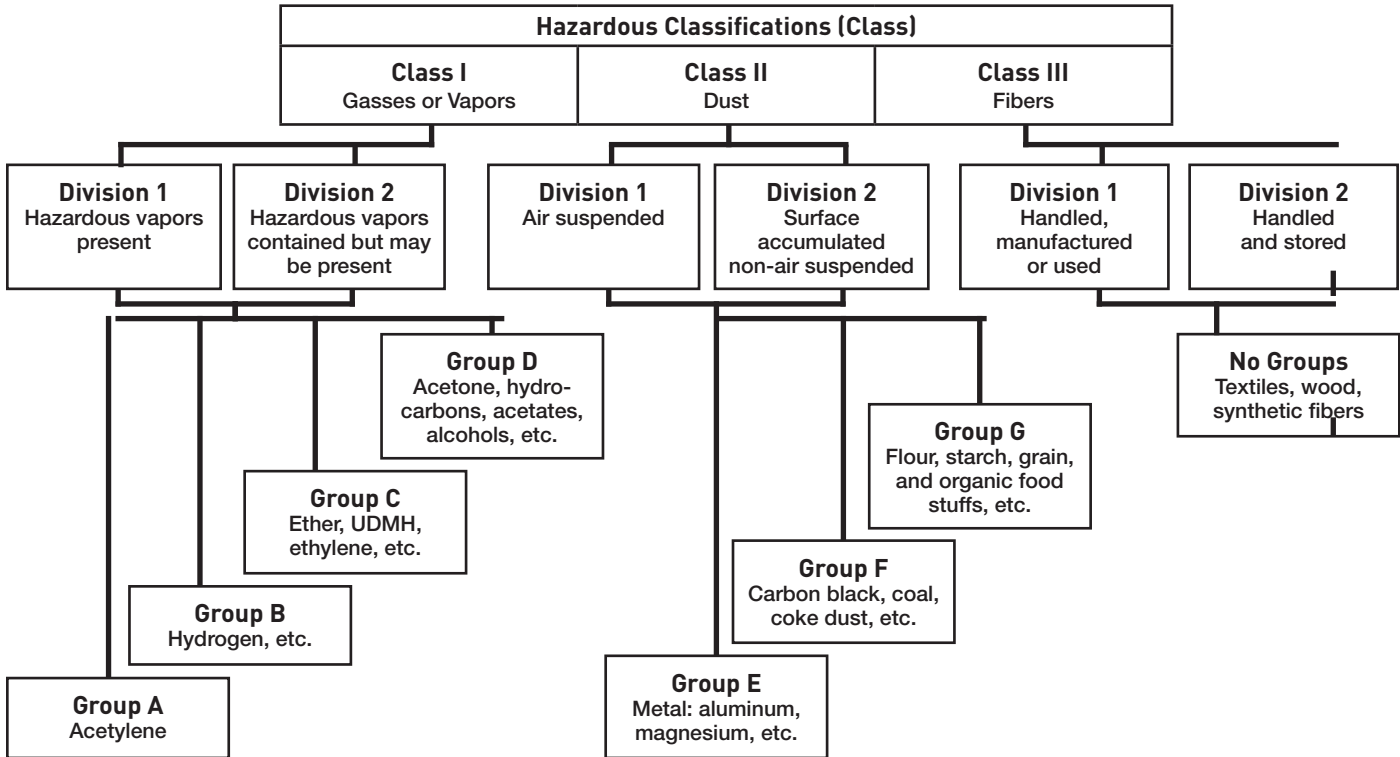 Hazardous Classifications (Class)
Class I
Gasses or Vapors
Class II
Dust
Class III
Fibers
Division 1
Hazardous vapors
present
Division 2
Hazardous vapors
contained but may
be present
Division 1
Air suspended
Division 2
Surface
accumulated
non-air suspended
Division 1
Handled,
manufactured
or used
Division 2
Handled
and stored
Group D
Acetone, hydro-
carbons, acetates,
alcohols, etc.
No Groups
Textiles, wood,
synthetic fibers
Group G
Flour, starch, grain,
and organic food
stuffs, etc.
Group C
Ether, UDMH,
ethylene, etc.
Group F
Carbon black, coal,
coke dust, etc.
Group B
Hydrogen, etc.
Group E
Metal: aluminum,
magnesium, etc.
Group A
Acetylene